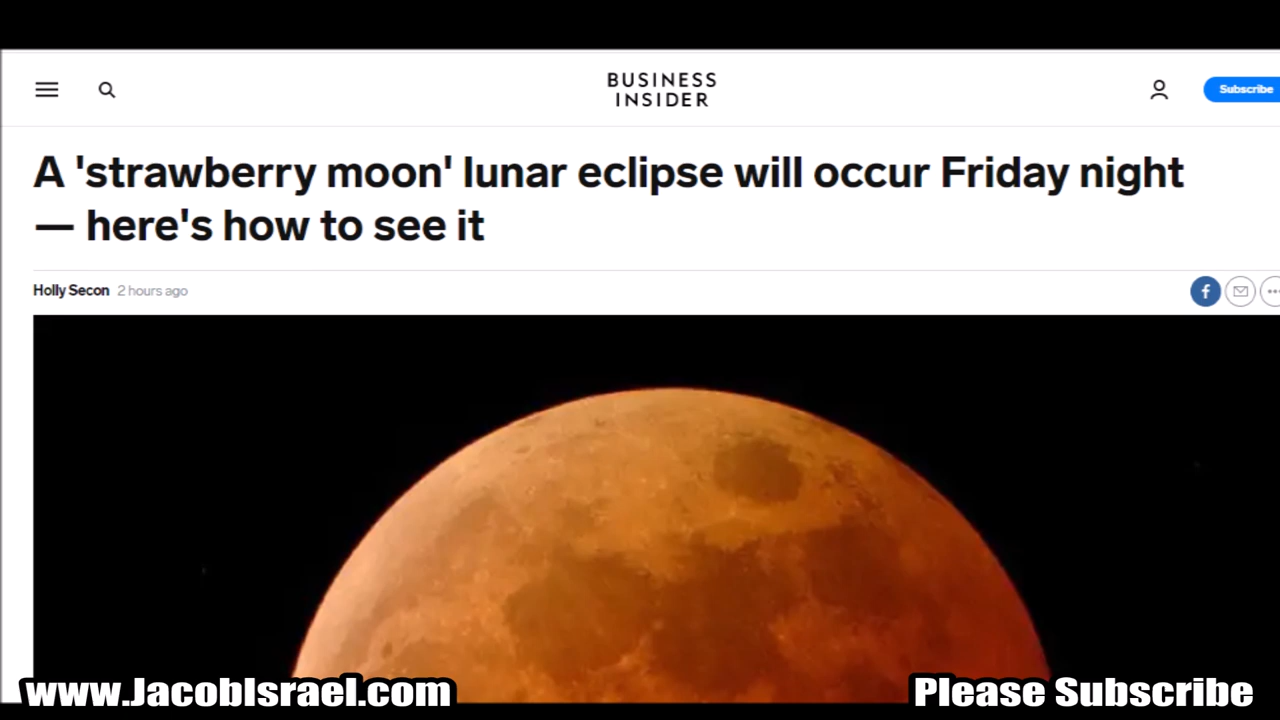 BUSINESS
INSIDER
Subscribe
A 'strawberry moon' lunar eclipse will occur Friday night
— here's how to see it
Holly Secon 2 hours ago
f
www.JacobIsrael.com
Please Subscribe